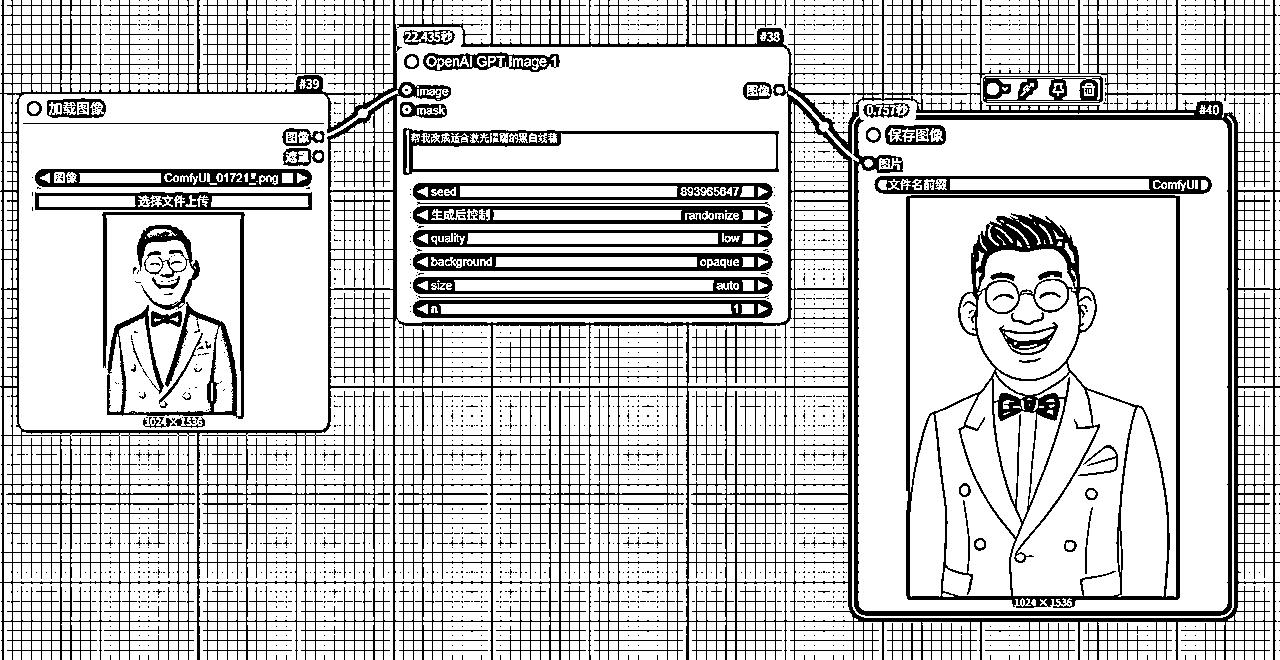 #39
加载图像
图像
遮罩
图像 ComfyUI_01721_.png
选择文件上传
1024 × 1536
22.435秒
#38
OpenAI GPT Image 1
image
图像
mask
帮我改成适合激光镭雕的黑白线稿
seed 893965647
生成后控制 randomize
quality low
background opaque
size auto
n 1
0.757秒
#40
保存图像
图片
文件名前缀 ComfyUI
1024 × 1536